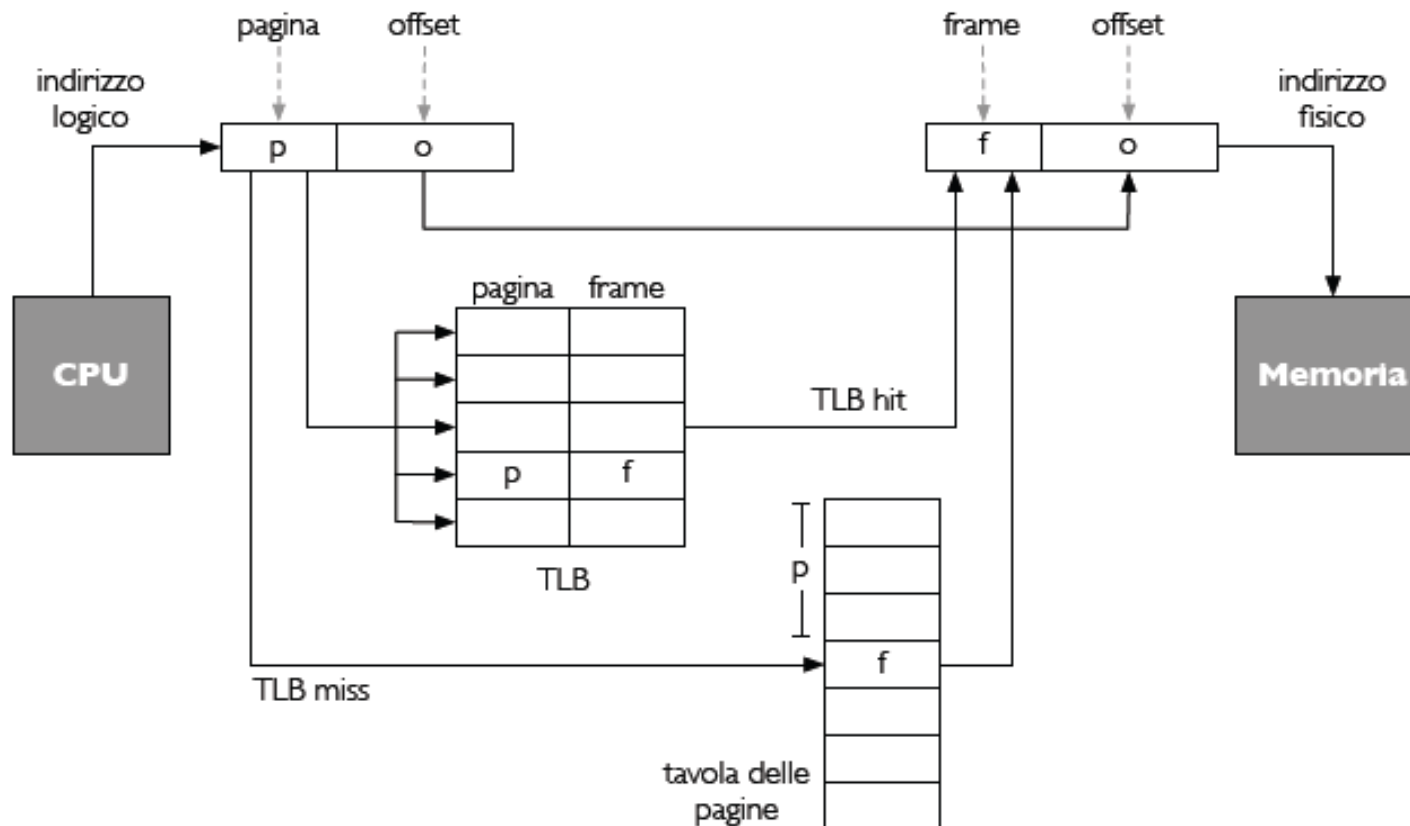 pagina offset
frame offset
indirizzo
logico
indirizzo
fisico
p o
f o
pagina frame
CPU
TLB hit
Memoria
p f
TLB
p
f
TLB miss
tavola delle
pagine